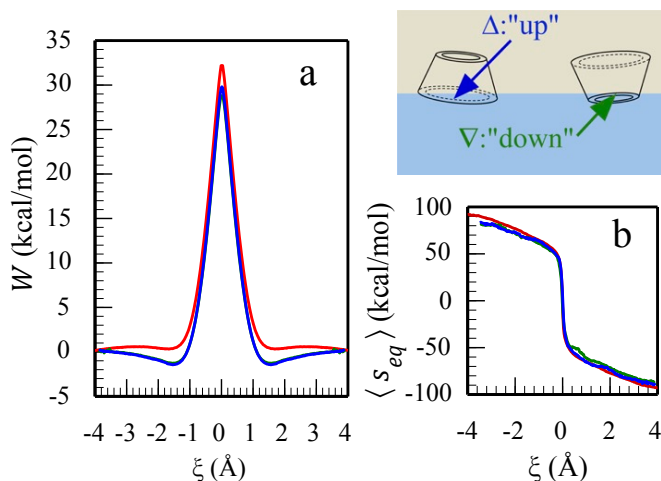 35
30
25
20
15
10
5
0
-5
W (kcal/mol)
a
-4 -3 -2 -1 0 1 2 3 4
ξ (Å)
Δ:"up"
∇:"down"
100
50
0
-50
-100
⟨ s_eq ⟩ (kcal/mol)
b
-4 -2 0 2 4
ξ (Å)